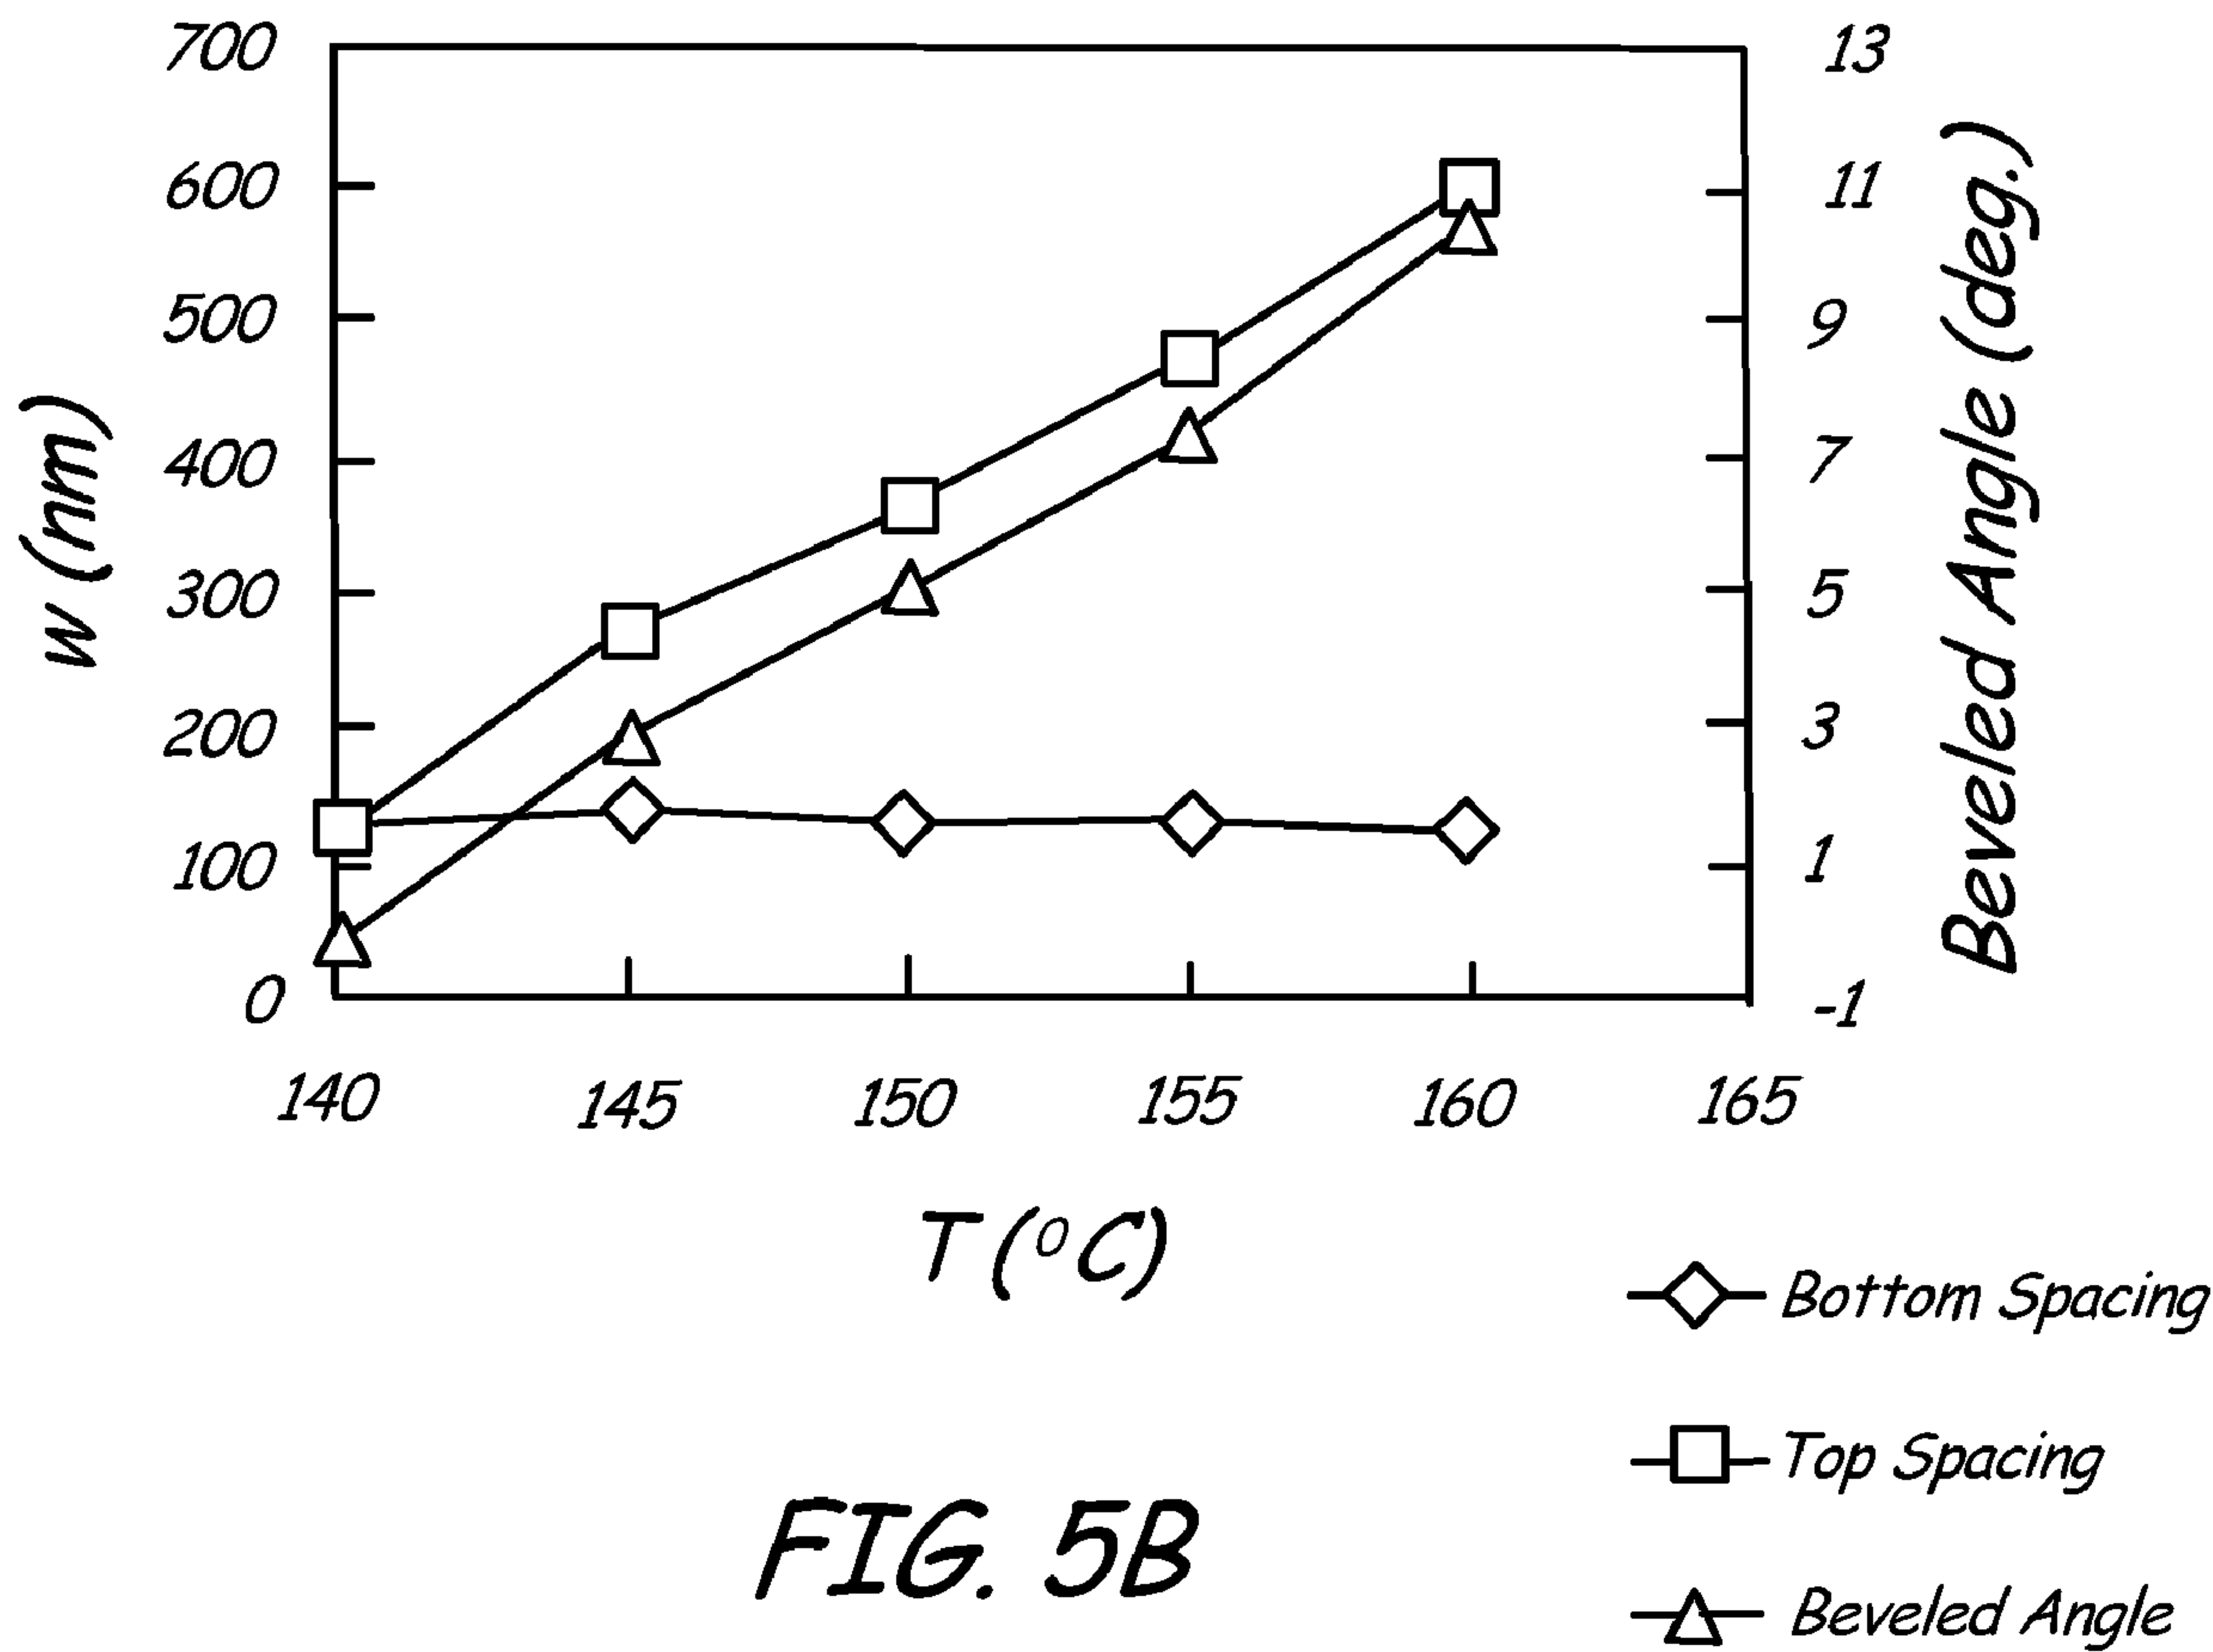 700
600
500
400
300
200
100
0
w (nm)
13
11
9
7
5
3
1
-1
Beveled Angle (deg.)
140 145 150 155 160 165
T (°C)
Bottom Spacing
Top Spacing
Beveled Angle
FIG. 5B